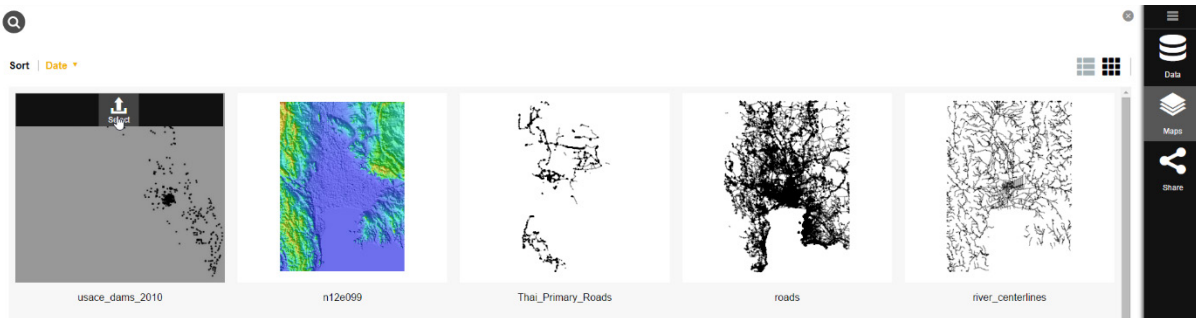 Sort | Date
Data
Select
Maps
Share
usace_dams_2010
n12e099
Thai_Primary_Roads
roads
river_centerlines